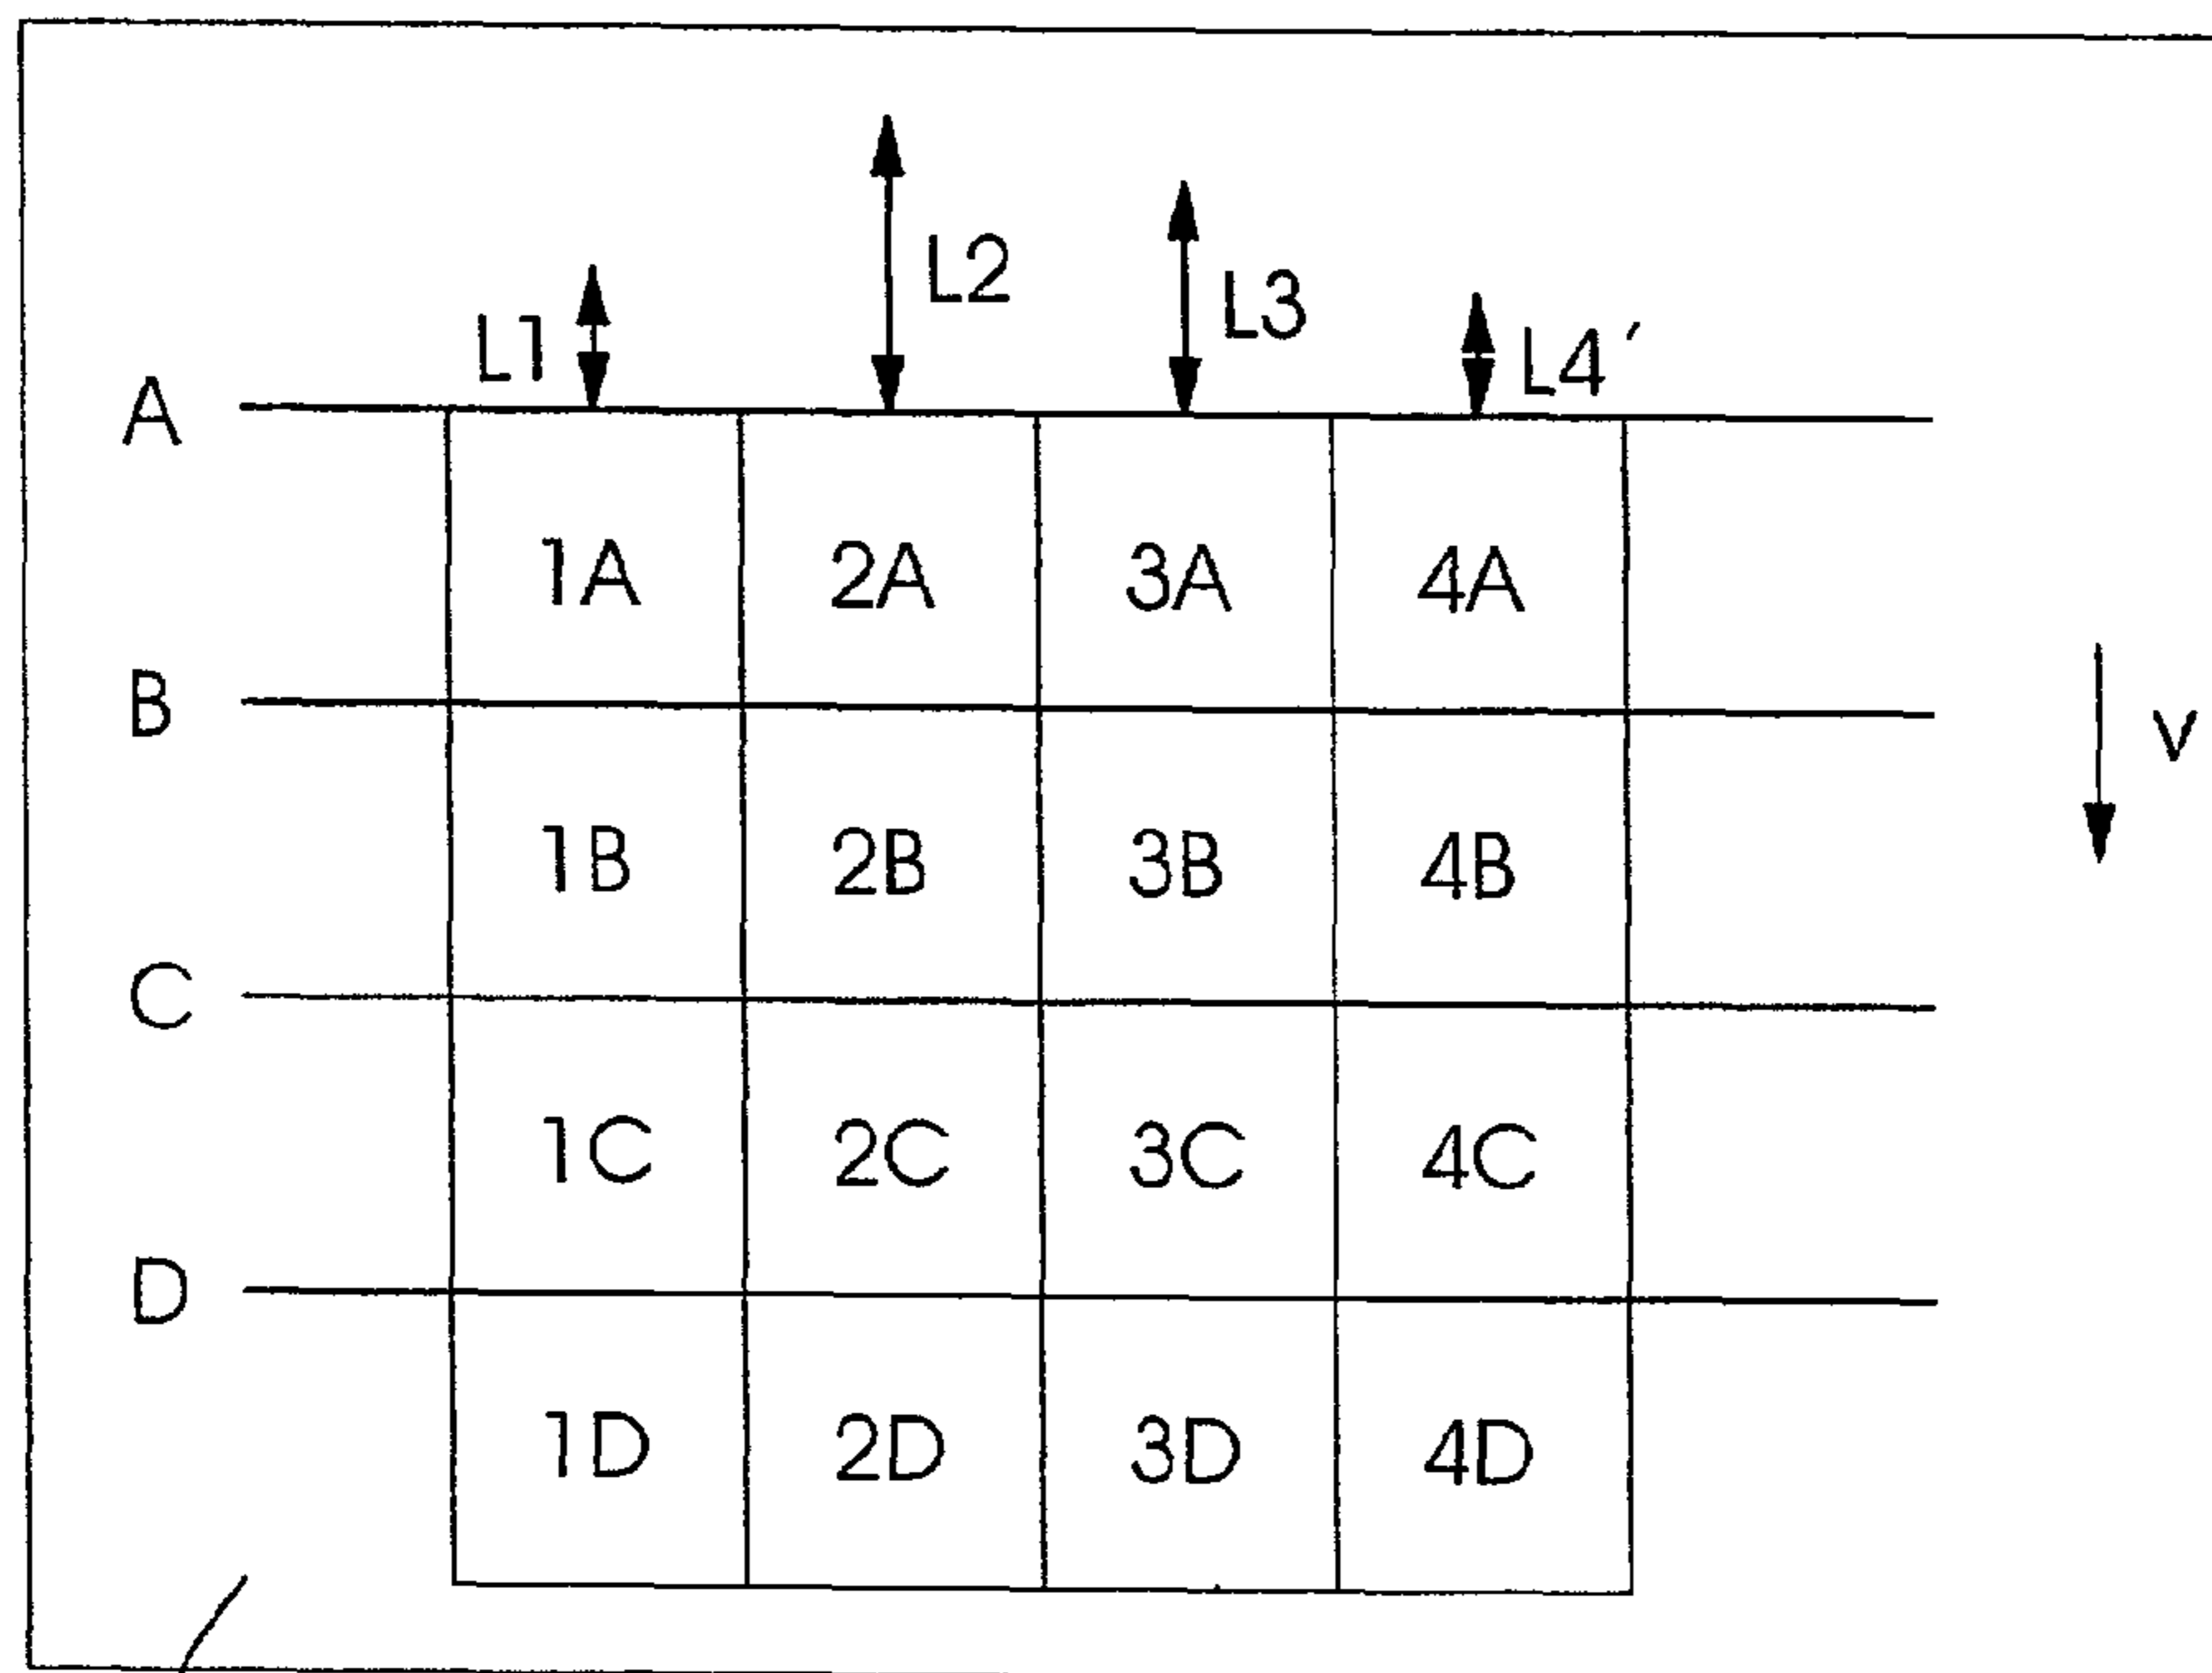 L2
L3
L1
L4′
A
1A 2A 3A 4A
B
v
1B 2B 3B 4B
C
1C 2C 3C 4C
D
1D 2D 3D 4D